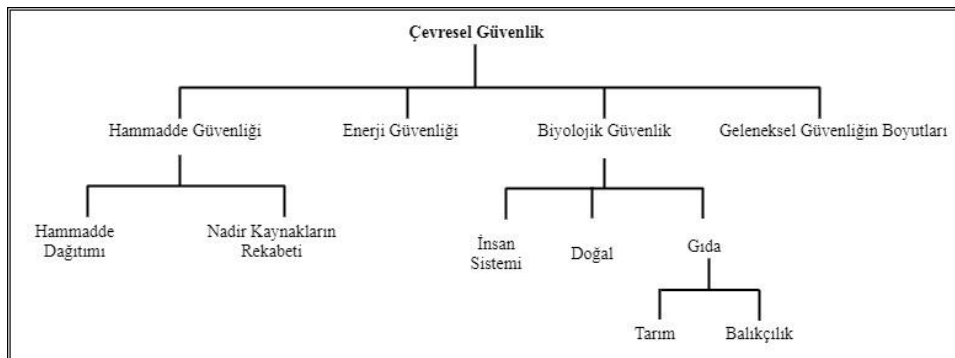 Çevresel Güvenlik
Hammadde Güvenliği
Enerji Güvenliği
Biyolojik Güvenlik
Geleneksel Güvenliğin Boyutları
Hammadde
Dağıtımı
Nadir Kaynakların
Rekabeti
İnsan
Sistemi
Doğal
Gıda
Tarım
Balıkçılık